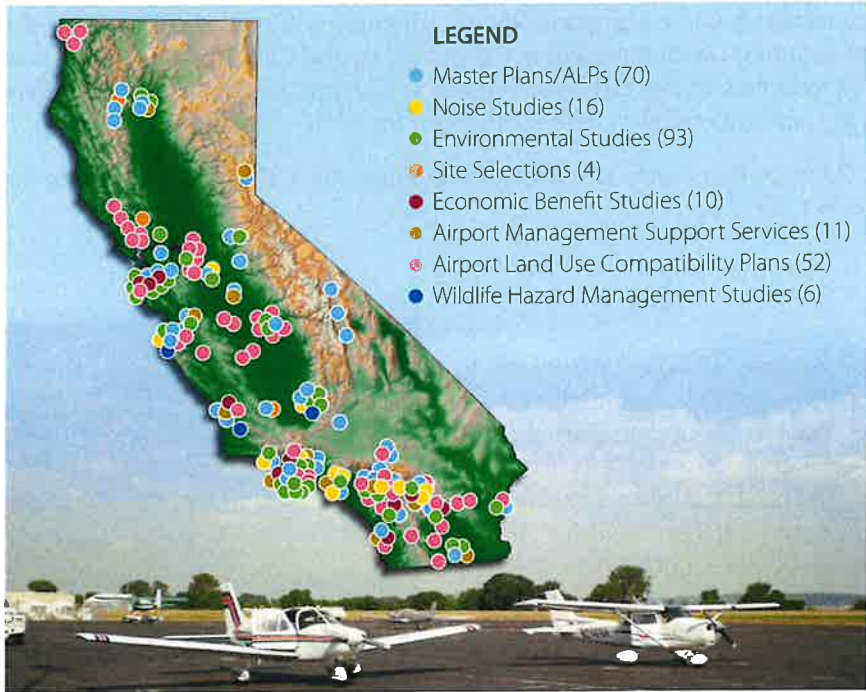 LEGEND
Master Plans/ALPs (70)
Noise Studies (16)
Environmental Studies (93)
Site Selections (4)
Economic Benefit Studies (10)
Airport Management Support Services (11)
Airport Land Use Compatibility Plans (52)
Wildlife Hazard Management Studies (6)